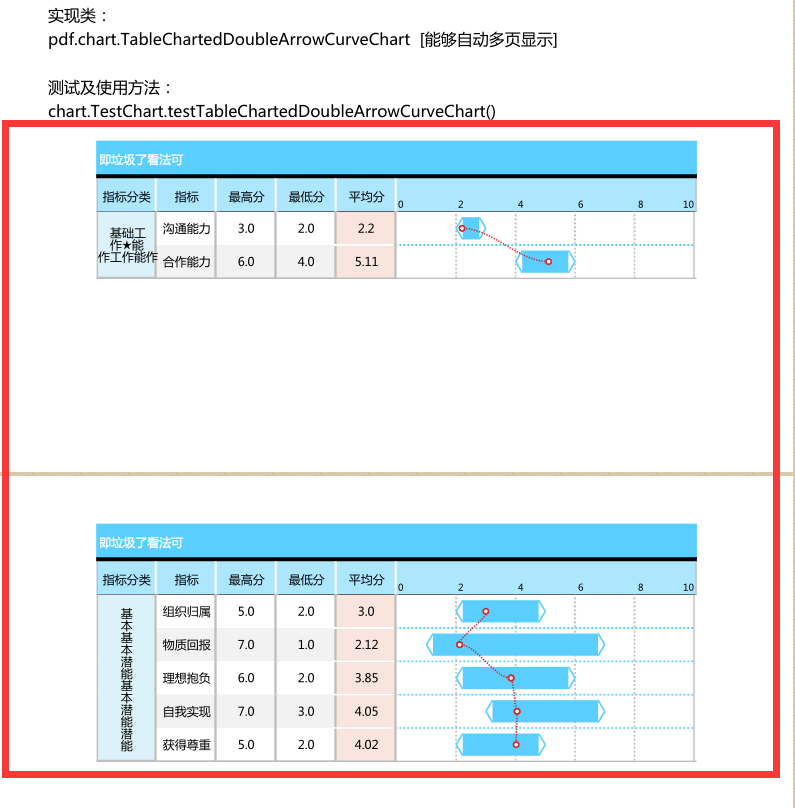 实现类：
pdf.chart.TableChartedDoubleArrowCurveChart [能够自动多页显示]
测试及使用方法：
chart.TestChart.testTableChartedDoubleArrowCurveChart()
即垃圾了看法可
指标分类 指标 最高分 最低分 平均分 0 2 4 6 8 10
基础工
作★能
作工作能作
沟通能力 3.0 2.0 2.2
合作能力 6.0 4.0 5.11
即垃圾了看法可
指标分类 指标 最高分 最低分 平均分 0 2 4 6 8 10
基本基本潜能基本潜能潜能
组织归属 5.0 2.0 3.0
物质回报 7.0 1.0 2.12
理想抱负 6.0 2.0 3.85
自我实现 7.0 3.0 4.05
获得尊重 5.0 2.0 4.02